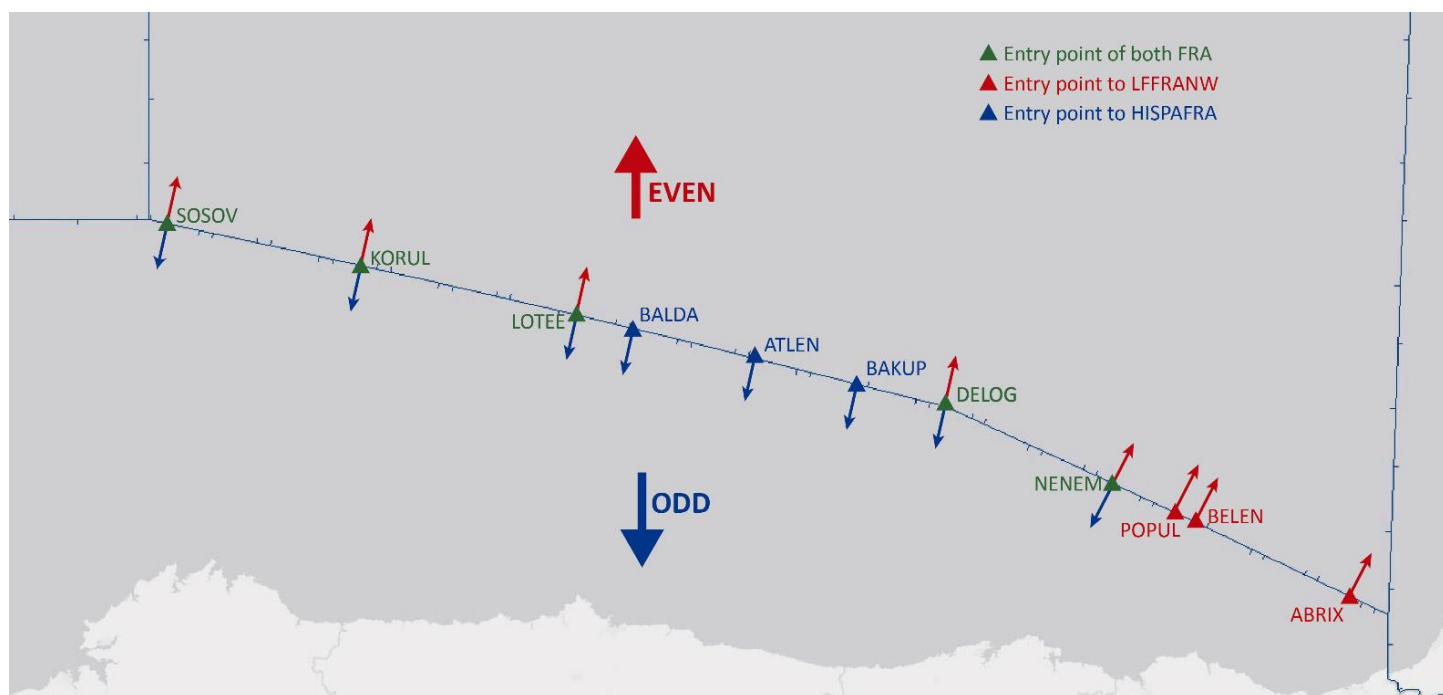 Entry point of both FRA
Entry point to LFFRANW
Entry point to HISPAFRA
EVEN
SOSOV
KORUL
LOTEE
BALDA
ATLEN
BAKUP
DELOG
NENEM
POPUL
BELEN
ODD
ABRIX